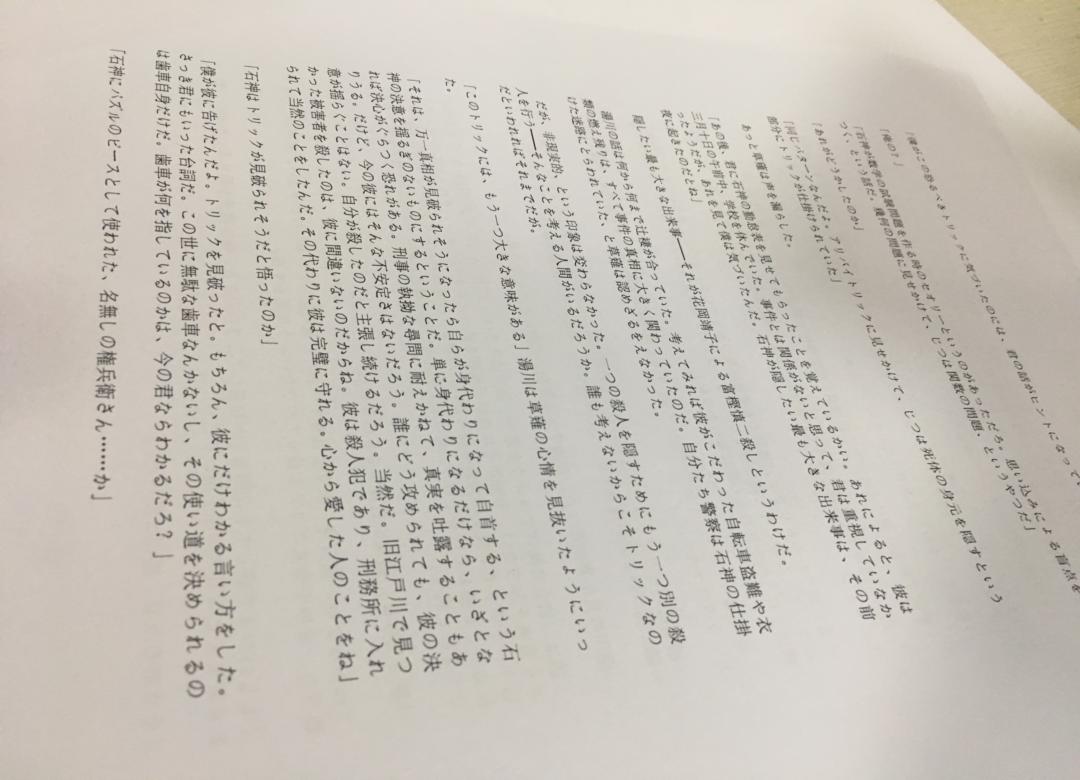 僕がこの恐るべきトリックに気づいたのには、君の話がヒントになって
「俺の？」
「石神が数学の試験問題を作る時のセオリーというのがあっただろ。思い込みによる盲点を
つく、という話だ。幾何の問題に見せかけて、じつは関数の問題、というやつだ」
「あれがどうかしたのか」
「同じパターンなんだよ。アリバイトリックに見せかけて、じつは死体の身元を隠すという
部分にトリックが仕掛けられていた」
あっと草薙は声を漏らした。
「あの後、君に石神の勤怠表を見せてもらったことを覚えているかい。あれによると、彼は
三月十日の午前中、学校を休んでいた。事件とは関係がないと思って、君は重視していなか
ったようだが、あれを見て僕は気づいたんだ。石神が隠したい最も大きな出来事は、その前
夜に起きたのだとね」
隠したい最も大きな出来事――それが花岡靖子による富樫慎二殺しというわけだ。
湯川の話は何から何まで辻褄が合っていた。考えてみれば彼がこだわった自転車盗難や衣
類の燃え残りは、すべて事件の真相に大きく関わっていたのだ。自分たち警察は石神の仕掛
けた迷路にとらわれていた、と草薙は認めざるをえなかった。
だが、非現実的、という印象は変わらなかった。一つの殺人を隠すためにもう一つ別の殺
人を行う――そんなことを考える人間がいるだろうか。誰も考えないからこそトリックなの
だといわれればそれまでだが。
「このトリックには、もう一つ大きな意味がある」湯川は草薙の心情を見抜いたようにいっ
た。
「それは、万一真相が見破られそうになったら自らが身代わりになって自首する、という石
神の決意を揺るぎのないものにするということだ。単に身代わりになるだけなら、いざとな
れば決心がぐらつく恐れがある。刑事の執拗な尋問に耐えかねて、真実を吐露することもあ
りうる。だけど、今の彼にはそんな不安定さはないだろう。誰にどう攻められても、彼の決
意が揺らぐことはない。自分が殺したのだと主張し続けるだろう。当然だ。旧江戸川で見つ
かった被害者を殺したのは、彼に間違いないのだからね。彼は殺人犯であり、刑務所に入れ
られて当然のことをしたんだ。その代わりに彼は完璧に守れる。心から愛した人のことをね」
「石神はトリックが見破られそうだと悟ったのか」
「僕が彼に告げたんだよ。トリックを見破ったと。もちろん、彼にだけわかる言い方をした。
さっき君にもいった台詞だ。この世に無駄な歯車なんかないし、その使い道を決められるの
は歯車自身だけだ。歯車が何を指しているのかは、今の君ならわかるだろ？」
「石神にパズルのピースとして使われた、名無しの権兵衛さん……か」